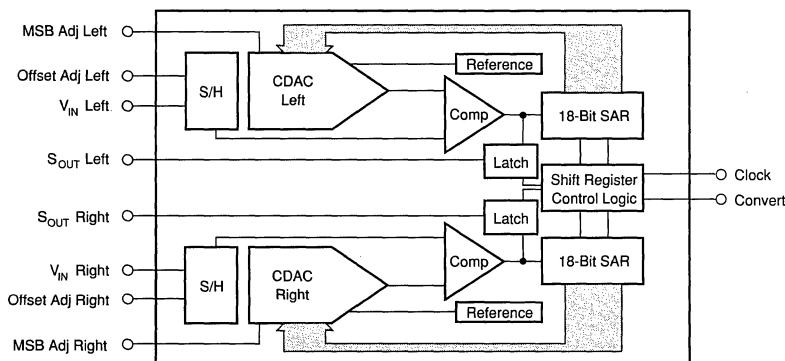 MSB Adj Left
Offset Adj Left
V_IN Left
S_OUT Left
S_OUT Right
V_IN Right
Offset Adj Right
MSB Adj Right
S/H
CDAC
Left
Reference
Comp
18-Bit SAR
Latch
Shift Register
Control Logic
Clock
Convert
Latch
S/H
CDAC
Right
Comp
18-Bit SAR
Reference